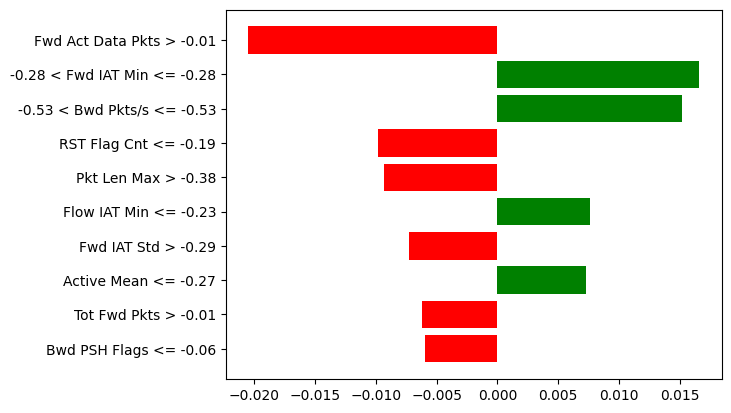 Fwd Act Data Pkts > -0.01
-0.28 < Fwd IAT Min <= -0.28
-0.53 < Bwd Pkts/s <= -0.53
RST Flag Cnt <= -0.19
Pkt Len Max > -0.38
Flow IAT Min <= -0.23
Fwd IAT Std > -0.29
Active Mean <= -0.27
Tot Fwd Pkts > -0.01
Bwd PSH Flags <= -0.06
−0.020 −0.015 −0.010 −0.005 0.000 0.005 0.010 0.015